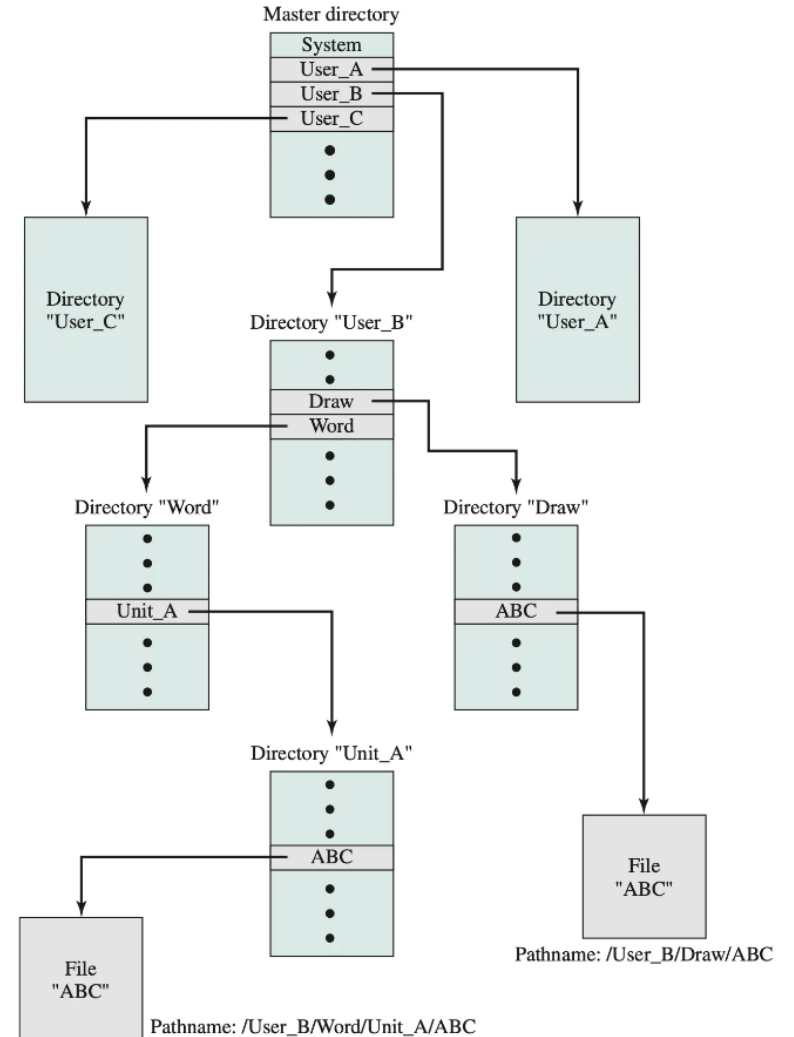 Master directory
System
User_A
User_B
User_C
Directory
"User_C"
Directory
"User_A"
Directory "User_B"
Draw
Word
Directory "Word"
Directory "Draw"
Unit_A
ABC
Directory "Unit_A"
ABC
File
"ABC"
Pathname: /User_B/Draw/ABC
File
"ABC"
Pathname: /User_B/Word/Unit_A/ABC